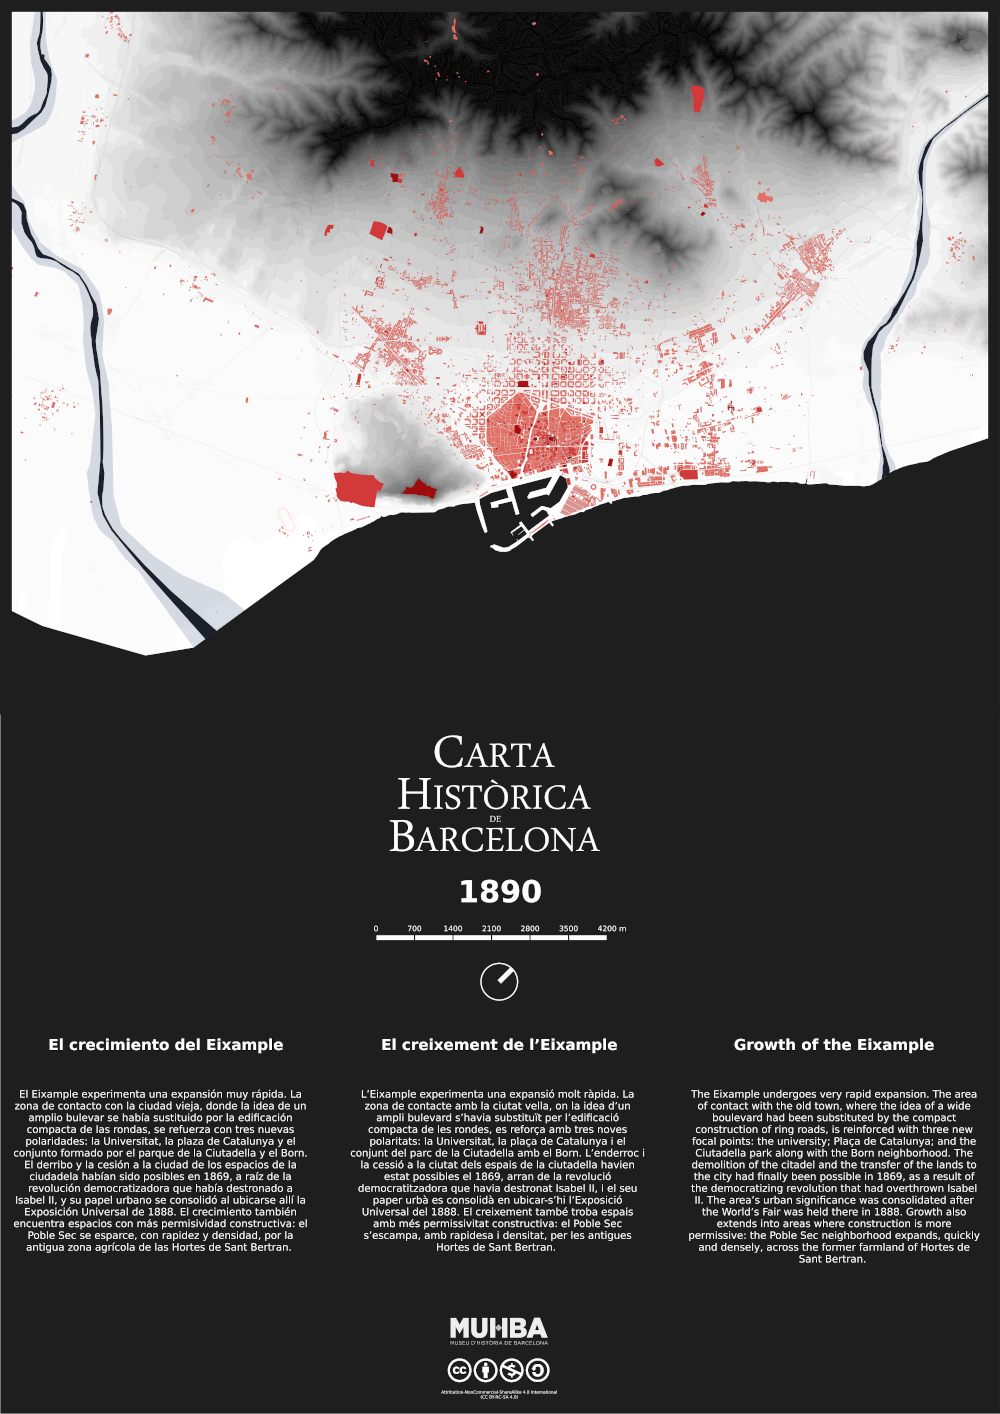 CARTA
HISTÒRICA
DE
BARCELONA
1890
0 700 1400 2100 2800 3500 4200 m
El crecimiento del Eixample
El Eixample experimenta una expansión muy rápida. La
zona de contacto con la ciudad vieja, donde la idea de un
amplio bulevar se había sustituido por la edificación
compacta de las rondas, se refuerza con tres nuevas
polaridades: la Universitat, la plaza de Catalunya y el
conjunto formado por el parque de la Ciutadella y el Born.
El derribo y la cesión a la ciudad de los espacios de la
ciudadela habían sido posibles en 1869, a raíz de la
revolución democratizadora que había destronado a
Isabel II, y su papel urbano se consolidó al ubicarse allí la
Exposición Universal de 1888. El crecimiento también
encuentra espacios con más permisividad constructiva: el
Poble Sec se esparce, con rapidez y densidad, por la
antigua zona agrícola de las Hortes de Sant Bertran.
El creixement de l’Eixample
L’Eixample experimenta una expansió molt ràpida. La
zona de contacte amb la ciutat vella, on la idea d’un
ampli bulevard s’havia substituït per l’edificació
compacta de les rondes, es reforça amb tres noves
polaritats: la Universitat, la plaça de Catalunya i el
conjunt del parc de la Ciutadella amb el Born. L’enderroc i
la cessió a la ciutat dels espais de la ciutadella havien
estat possibles el 1869, arran de la revolució
democratitzadora que havia destronat Isabel II, i el seu
paper urbà es consolidà en ubicar-s’hi l’Exposició
Universal del 1888. El creixement també troba espais
amb més permissivitat constructiva: el Poble Sec
s’escampa, amb rapidesa i densitat, per les antigues
Hortes de Sant Bertran.
Growth of the Eixample
The Eixample undergoes very rapid expansion. The area
of contact with the old town, where the idea of a wide
boulevard had been substituted by the compact
construction of ring roads, is reinforced with three new
focal points: the university; Plaça de Catalunya; and the
Ciutadella park along with the Born neighborhood. The
demolition of the citadel and the transfer of the lands to
the city had finally been possible in 1869, as a result of
the democratizing revolution that had overthrown Isabel
II. The area’s urban significance was consolidated after
the World’s Fair was held there in 1888. Growth also
extends into areas where construction is more
permissive: the Poble Sec neighborhood expands, quickly
and densely, across the former farmland of Hortes de
Sant Bertran.
MUHBA
MUSEU D'HISTÒRIA DE BARCELONA
cc
Attribution-NonCommercial-ShareAlike 4.0 International
(CC BY-NC-SA 4.0)